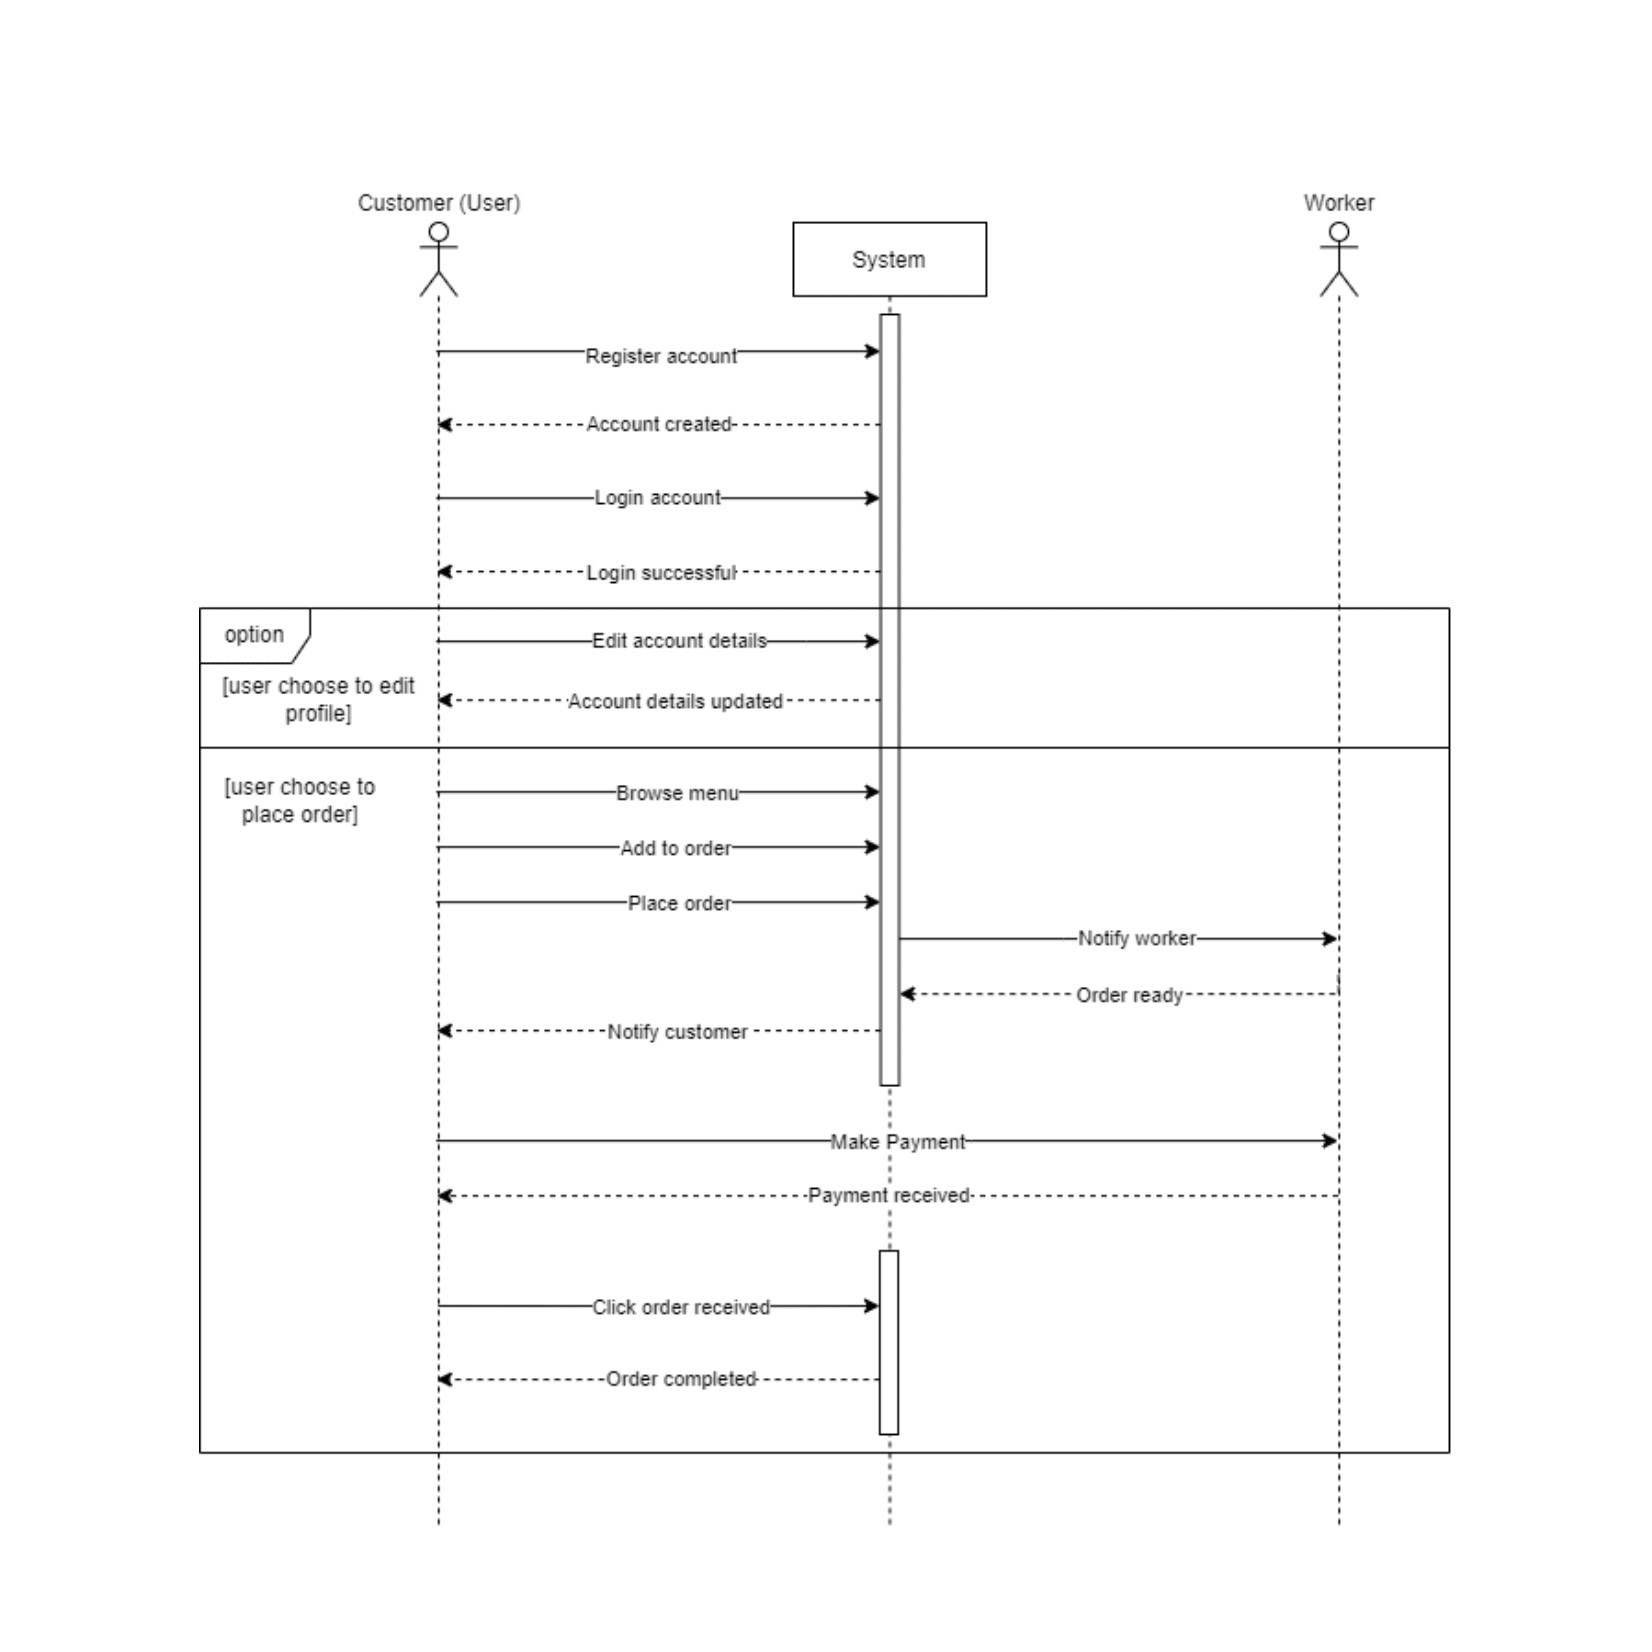 Customer (User)
System
Worker
Register account
Account created
Login account
Login successful
option
Edit account details
[user choose to edit
profile]
Account details updated
[user choose to
place order]
Browse menu
Add to order
Place order
Notify worker
Order ready
Notify customer
Make Payment
Payment received
Click order received
Order completed